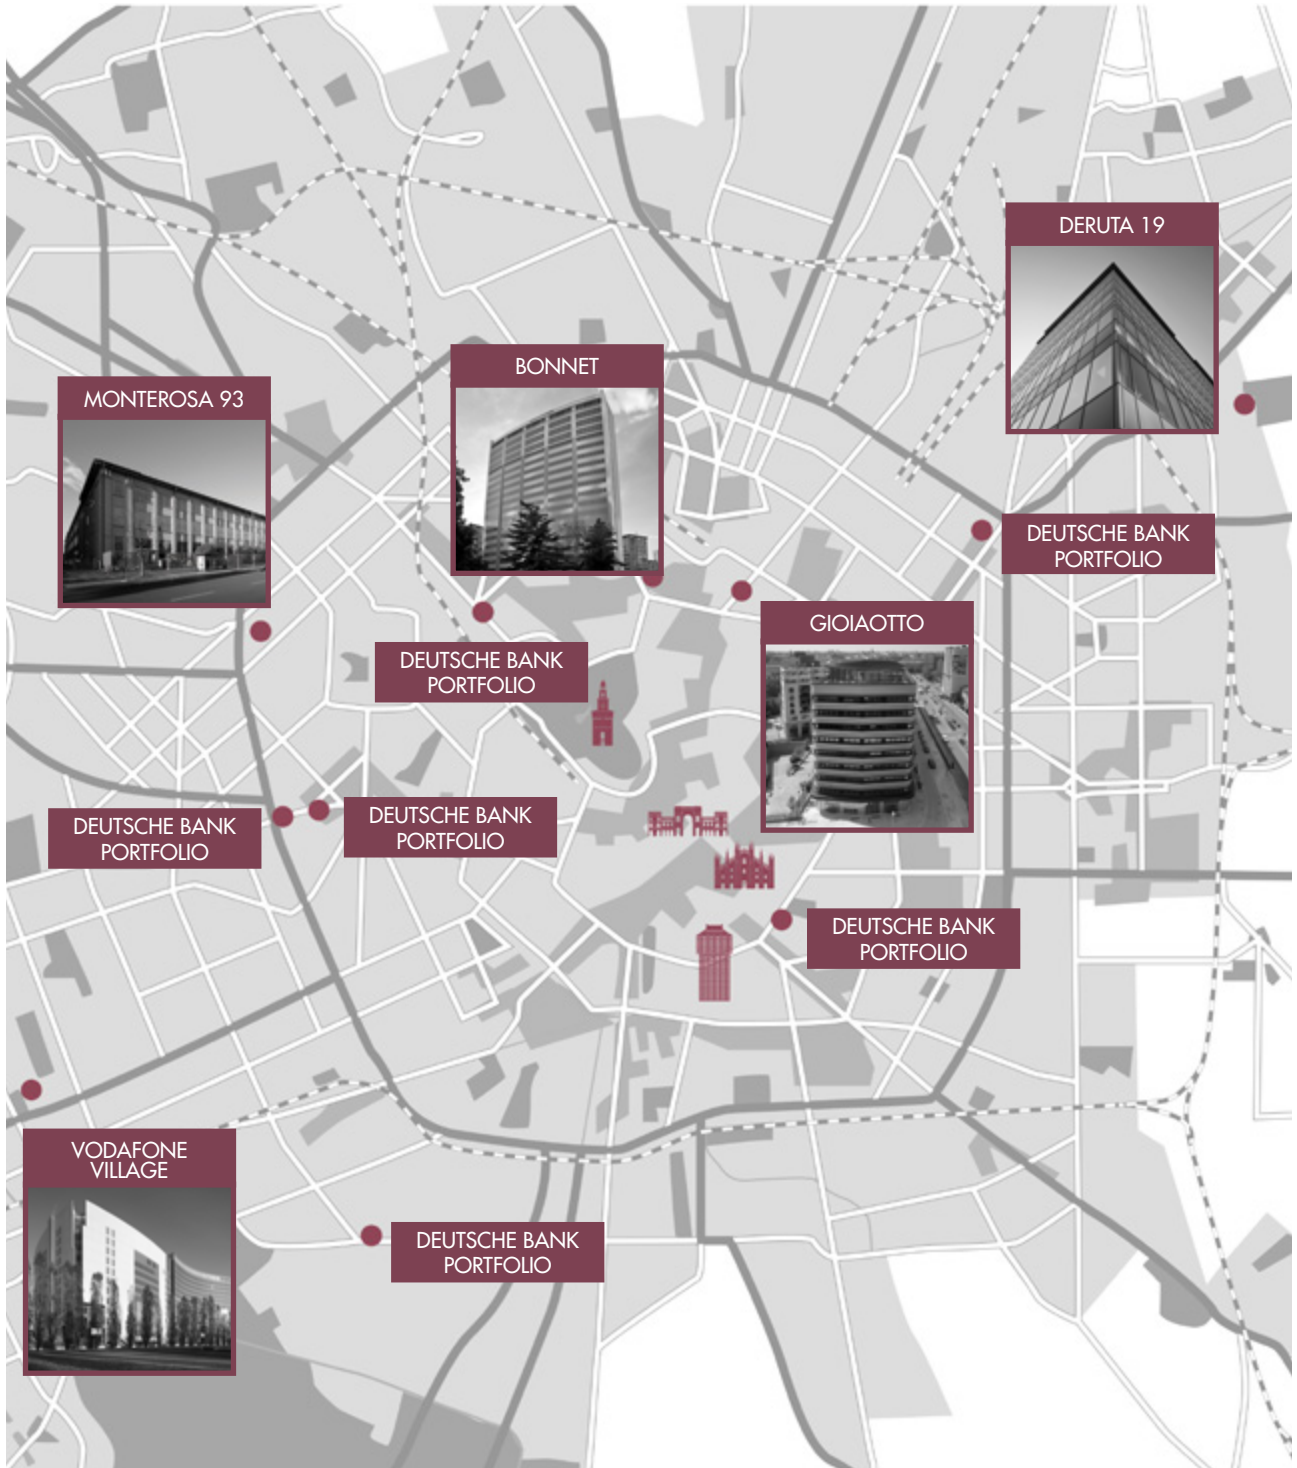 DERUTA 19
BONNET
MONTEROSA 93
DEUTSCHE BANK
PORTFOLIO
GIOIAOTTO
DEUTSCHE BANK
PORTFOLIO
DEUTSCHE BANK
PORTFOLIO
DEUTSCHE BANK
PORTFOLIO
DEUTSCHE BANK
PORTFOLIO
VODAFONE
VILLAGE
DEUTSCHE BANK
PORTFOLIO